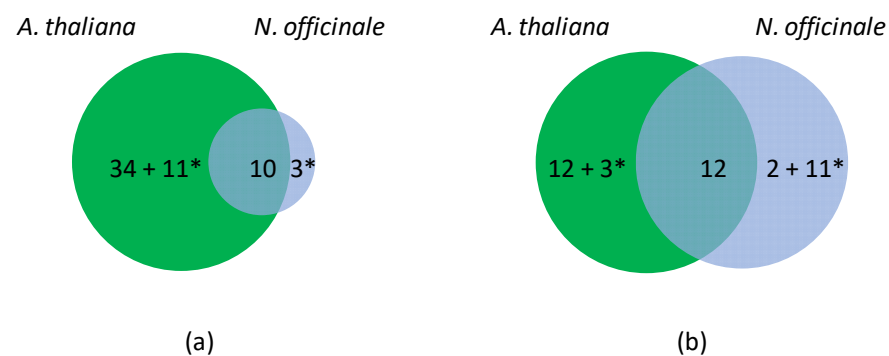 A. thaliana N. officinale A. thaliana N. officinale
34 + 11* 10 3* 12 + 3* 12 2 + 11*
(a) (b)